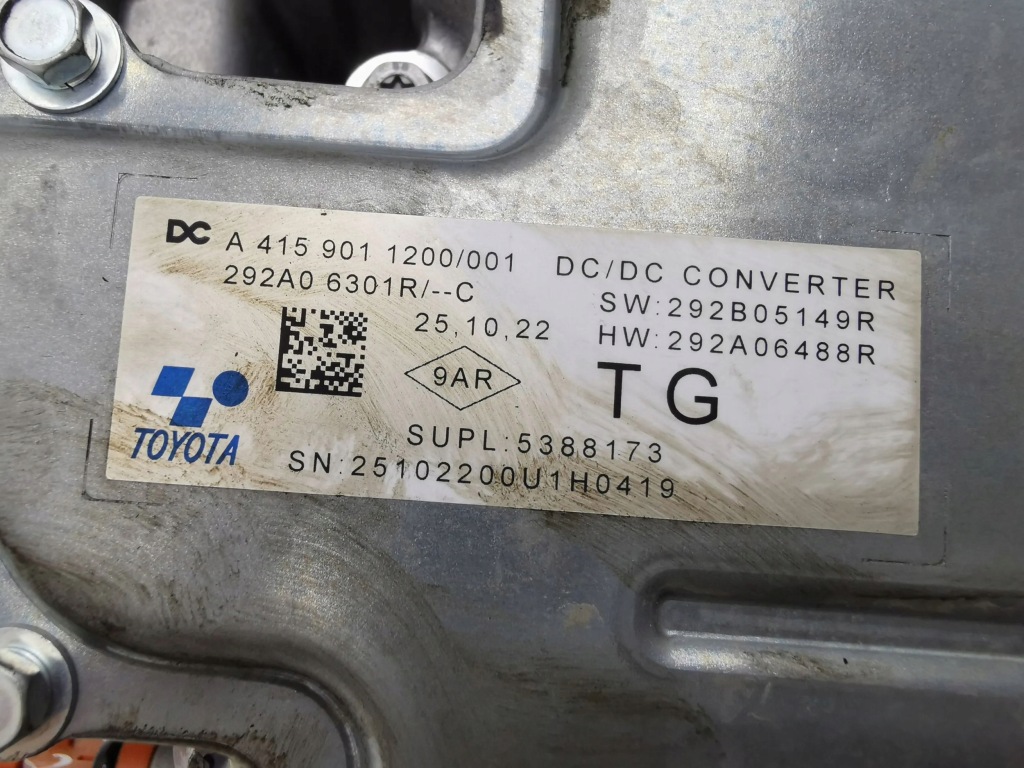 DC A 415 901 1200/001 DC/DC CONVERTER
292A0 6301R/--C SW:292B05149R
25,10,22 HW:292A06488R
9AR TG
TOYOTA SUPL:5388173
SN:25102200U1H0419